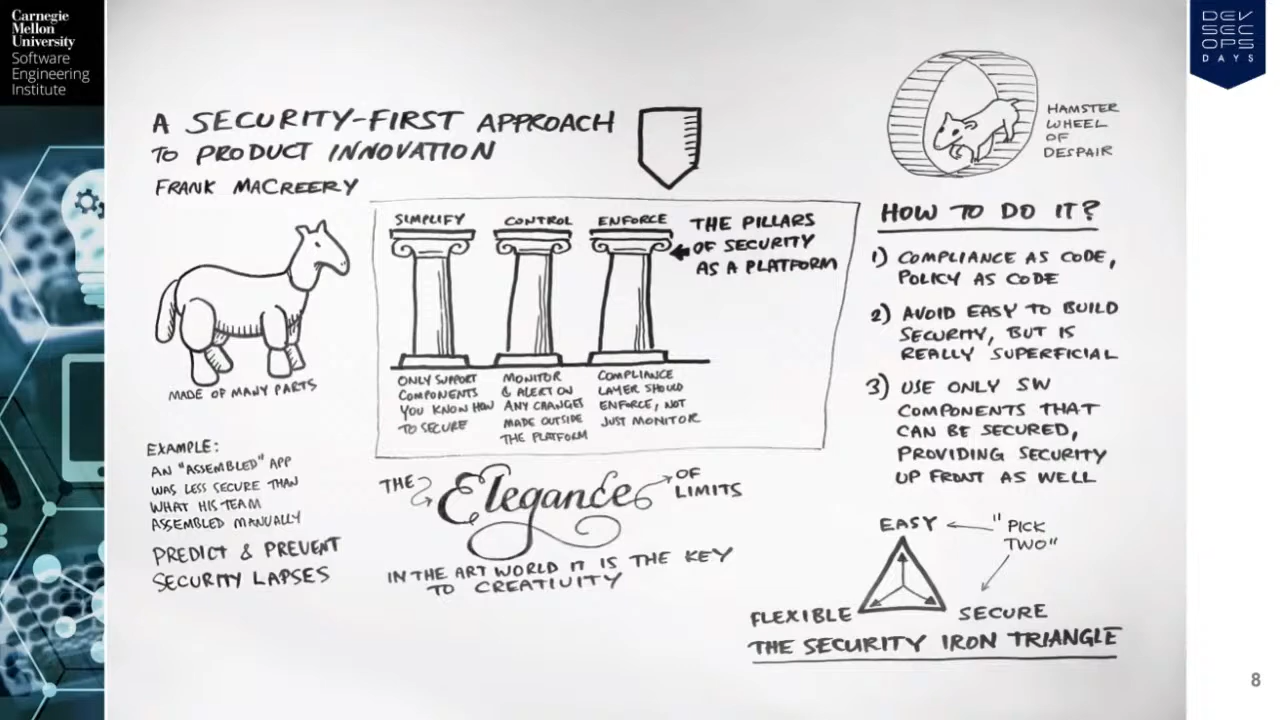 Carnegie
Mellon
University
Software
Engineering
Institute
DEV
SEC
OPS
DAYS
A SECURITY-FIRST APPROACH
TO PRODUCT INNOVATION
FRANK MACREERY
MADE OF MANY PARTS
EXAMPLE:
AN "ASSEMBLED" APP
WAS LESS SECURE THAN
WHAT HIS TEAM
ASSEMBLED MANUALLY
PREDICT & PREVENT
SECURITY LAPSES
SIMPLIFY
ONLY SUPPORT
COMPONENTS
YOU KNOW HOW
TO SECURE
CONTROL
MONITOR
& ALERT ON
ANY CHANGES
MADE OUTSIDE
THE PLATFORM
ENFORCE
COMPLIANCE
LAYER SHOULD
ENFORCE, NOT
JUST MONITOR
THE PILLARS
OF SECURITY
AS A PLATFORM
THE
Elegance
OF
LIMITS
IN THE ART WORLD IT IS THE KEY
TO CREATIVITY
HAMSTER
WHEEL
OF
DESPAIR
HOW TO DO IT?
1) COMPLIANCE AS CODE,
POLICY AS CODE
2) AVOID EASY TO BUILD
SECURITY, BUT IS
REALLY SUPERFICIAL
3) USE ONLY SW
COMPONENTS THAT
CAN BE SECURED,
PROVIDING SECURITY
UP FRONT AS WELL
EASY
"PICK
TWO"
FLEXIBLE
SECURE
THE SECURITY IRON TRIANGLE
8